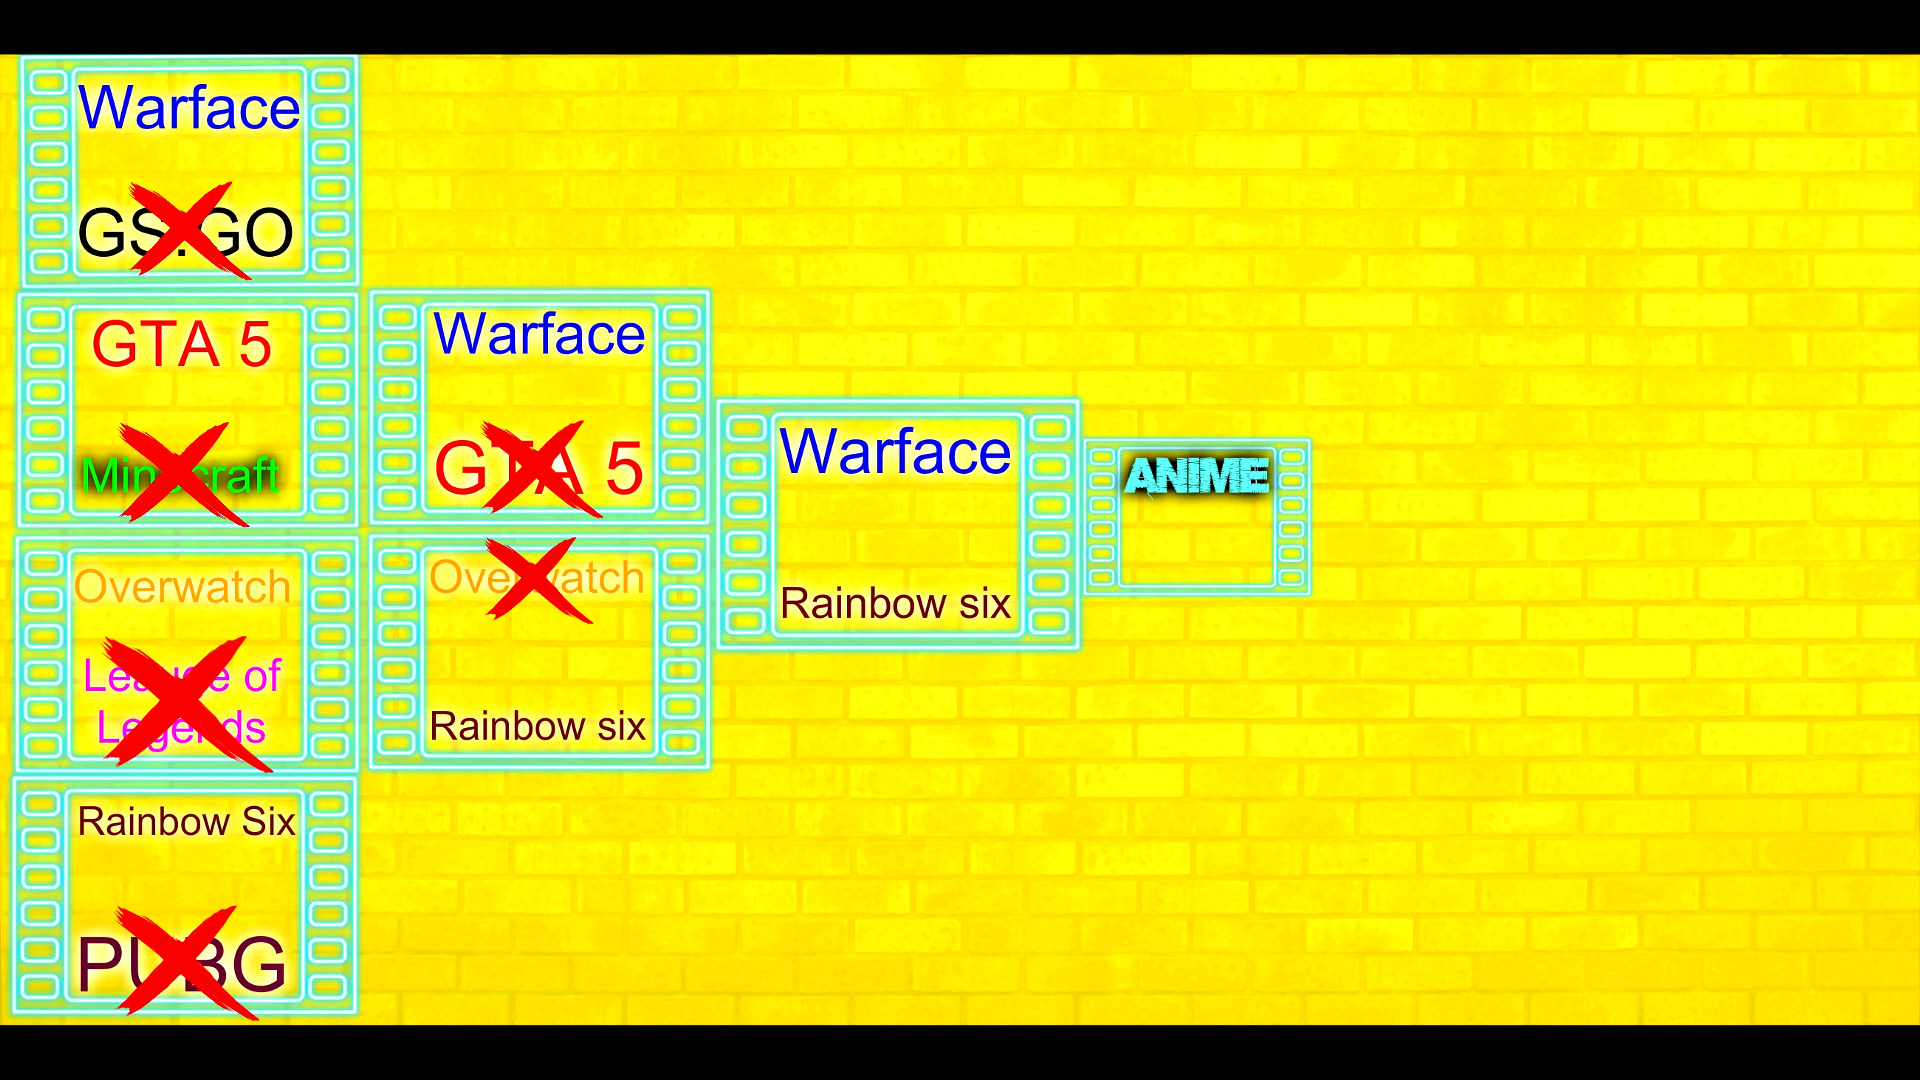 Warface
GS:GO
GTA 5
Minecraft
Overwatch
League of
Legends
Rainbow Six
PUBG
Warface
GTA 5
Overwatch
Rainbow six
Warface
Rainbow six
ANIME